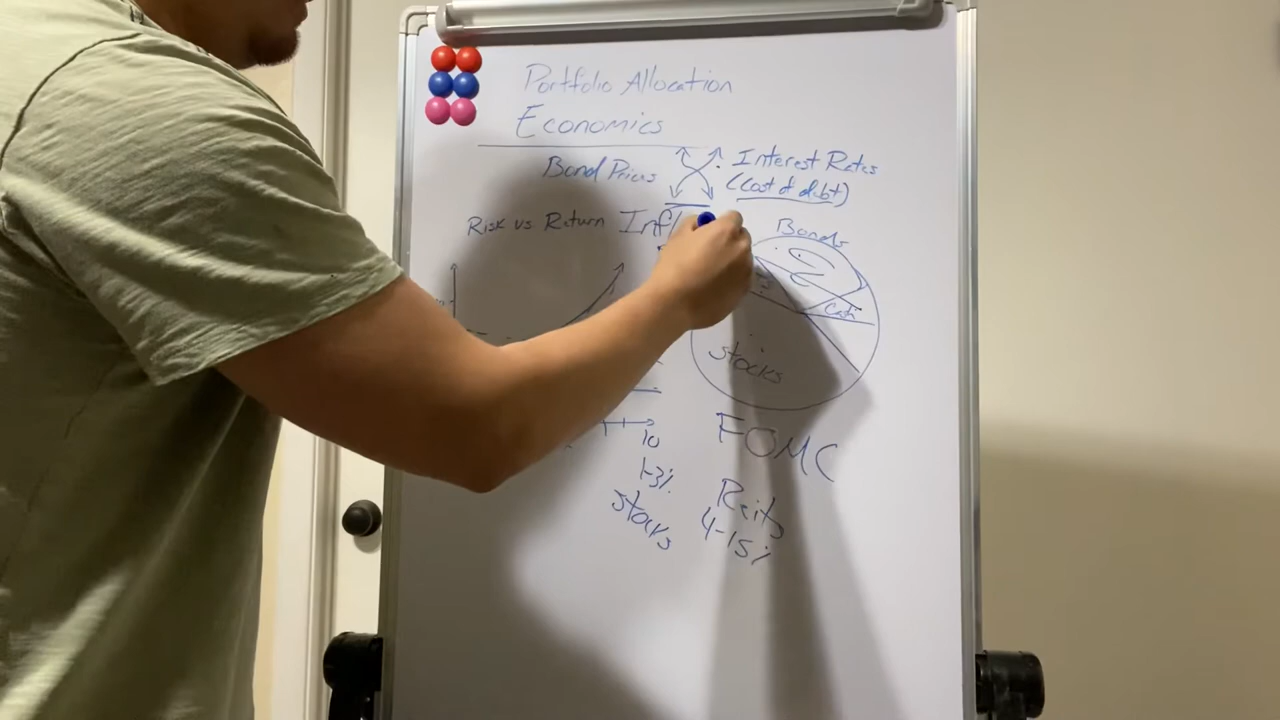 Portfolio Allocation
Economics
Bond Prices
Interest Rates
(cost of debt)
Risk vs Return
Infl
Bonds
Cash
stocks
10
FOMC
1-3%
stocks
Reits
4-15%